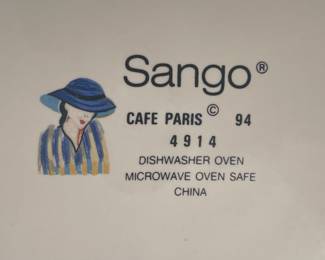 Sango®
CAFE PARIS © 94
4914
DISHWASHER OVEN
MICROWAVE OVEN SAFE
CHINA